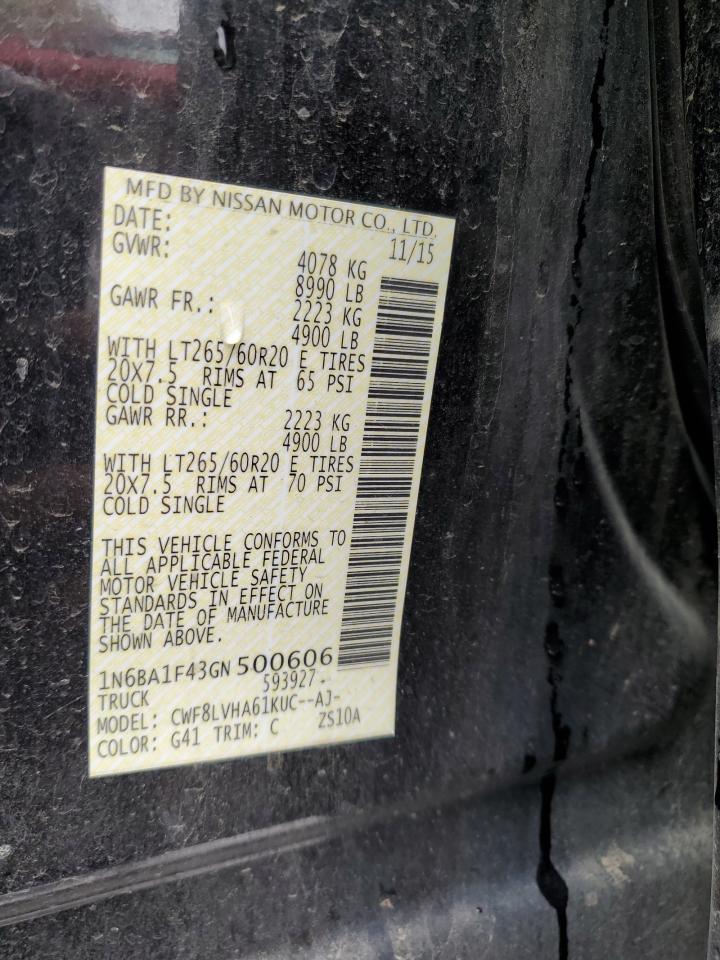 MFD BY NISSAN MOTOR CO., LTD.
DATE: 11/15
GVWR: 4078 KG
8990 LB
GAWR FR.: 2223 KG
4900 LB
WITH LT265/60R20 E TIRES
20X7.5 RIMS AT 65 PSI
COLD SINGLE
GAWR RR.: 2223 KG
4900 LB
WITH LT265/60R20 E TIRES
20X7.5 RIMS AT 70 PSI
COLD SINGLE
THIS VEHICLE CONFORMS TO
ALL APPLICABLE FEDERAL
MOTOR VEHICLE SAFETY
STANDARDS IN EFFECT ON
THE DATE OF MANUFACTURE
SHOWN ABOVE.
1N6BA1F43GN500606
593927.
TRUCK
MODEL: CWF8LVHA61KUC--AJ-
ZS10A
COLOR: G41 TRIM: C